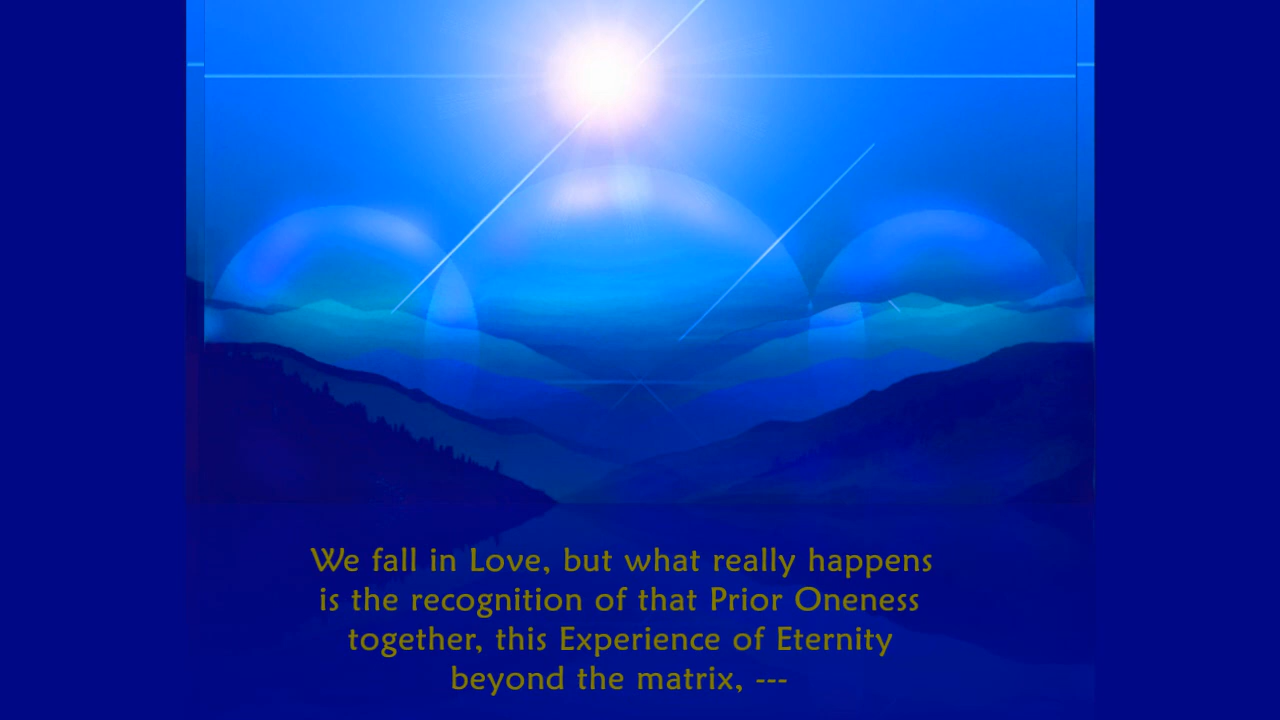 We fall in Love, but what really happens
is the recognition of that Prior Oneness
together, this Experience of Eternity
beyond the matrix, ---